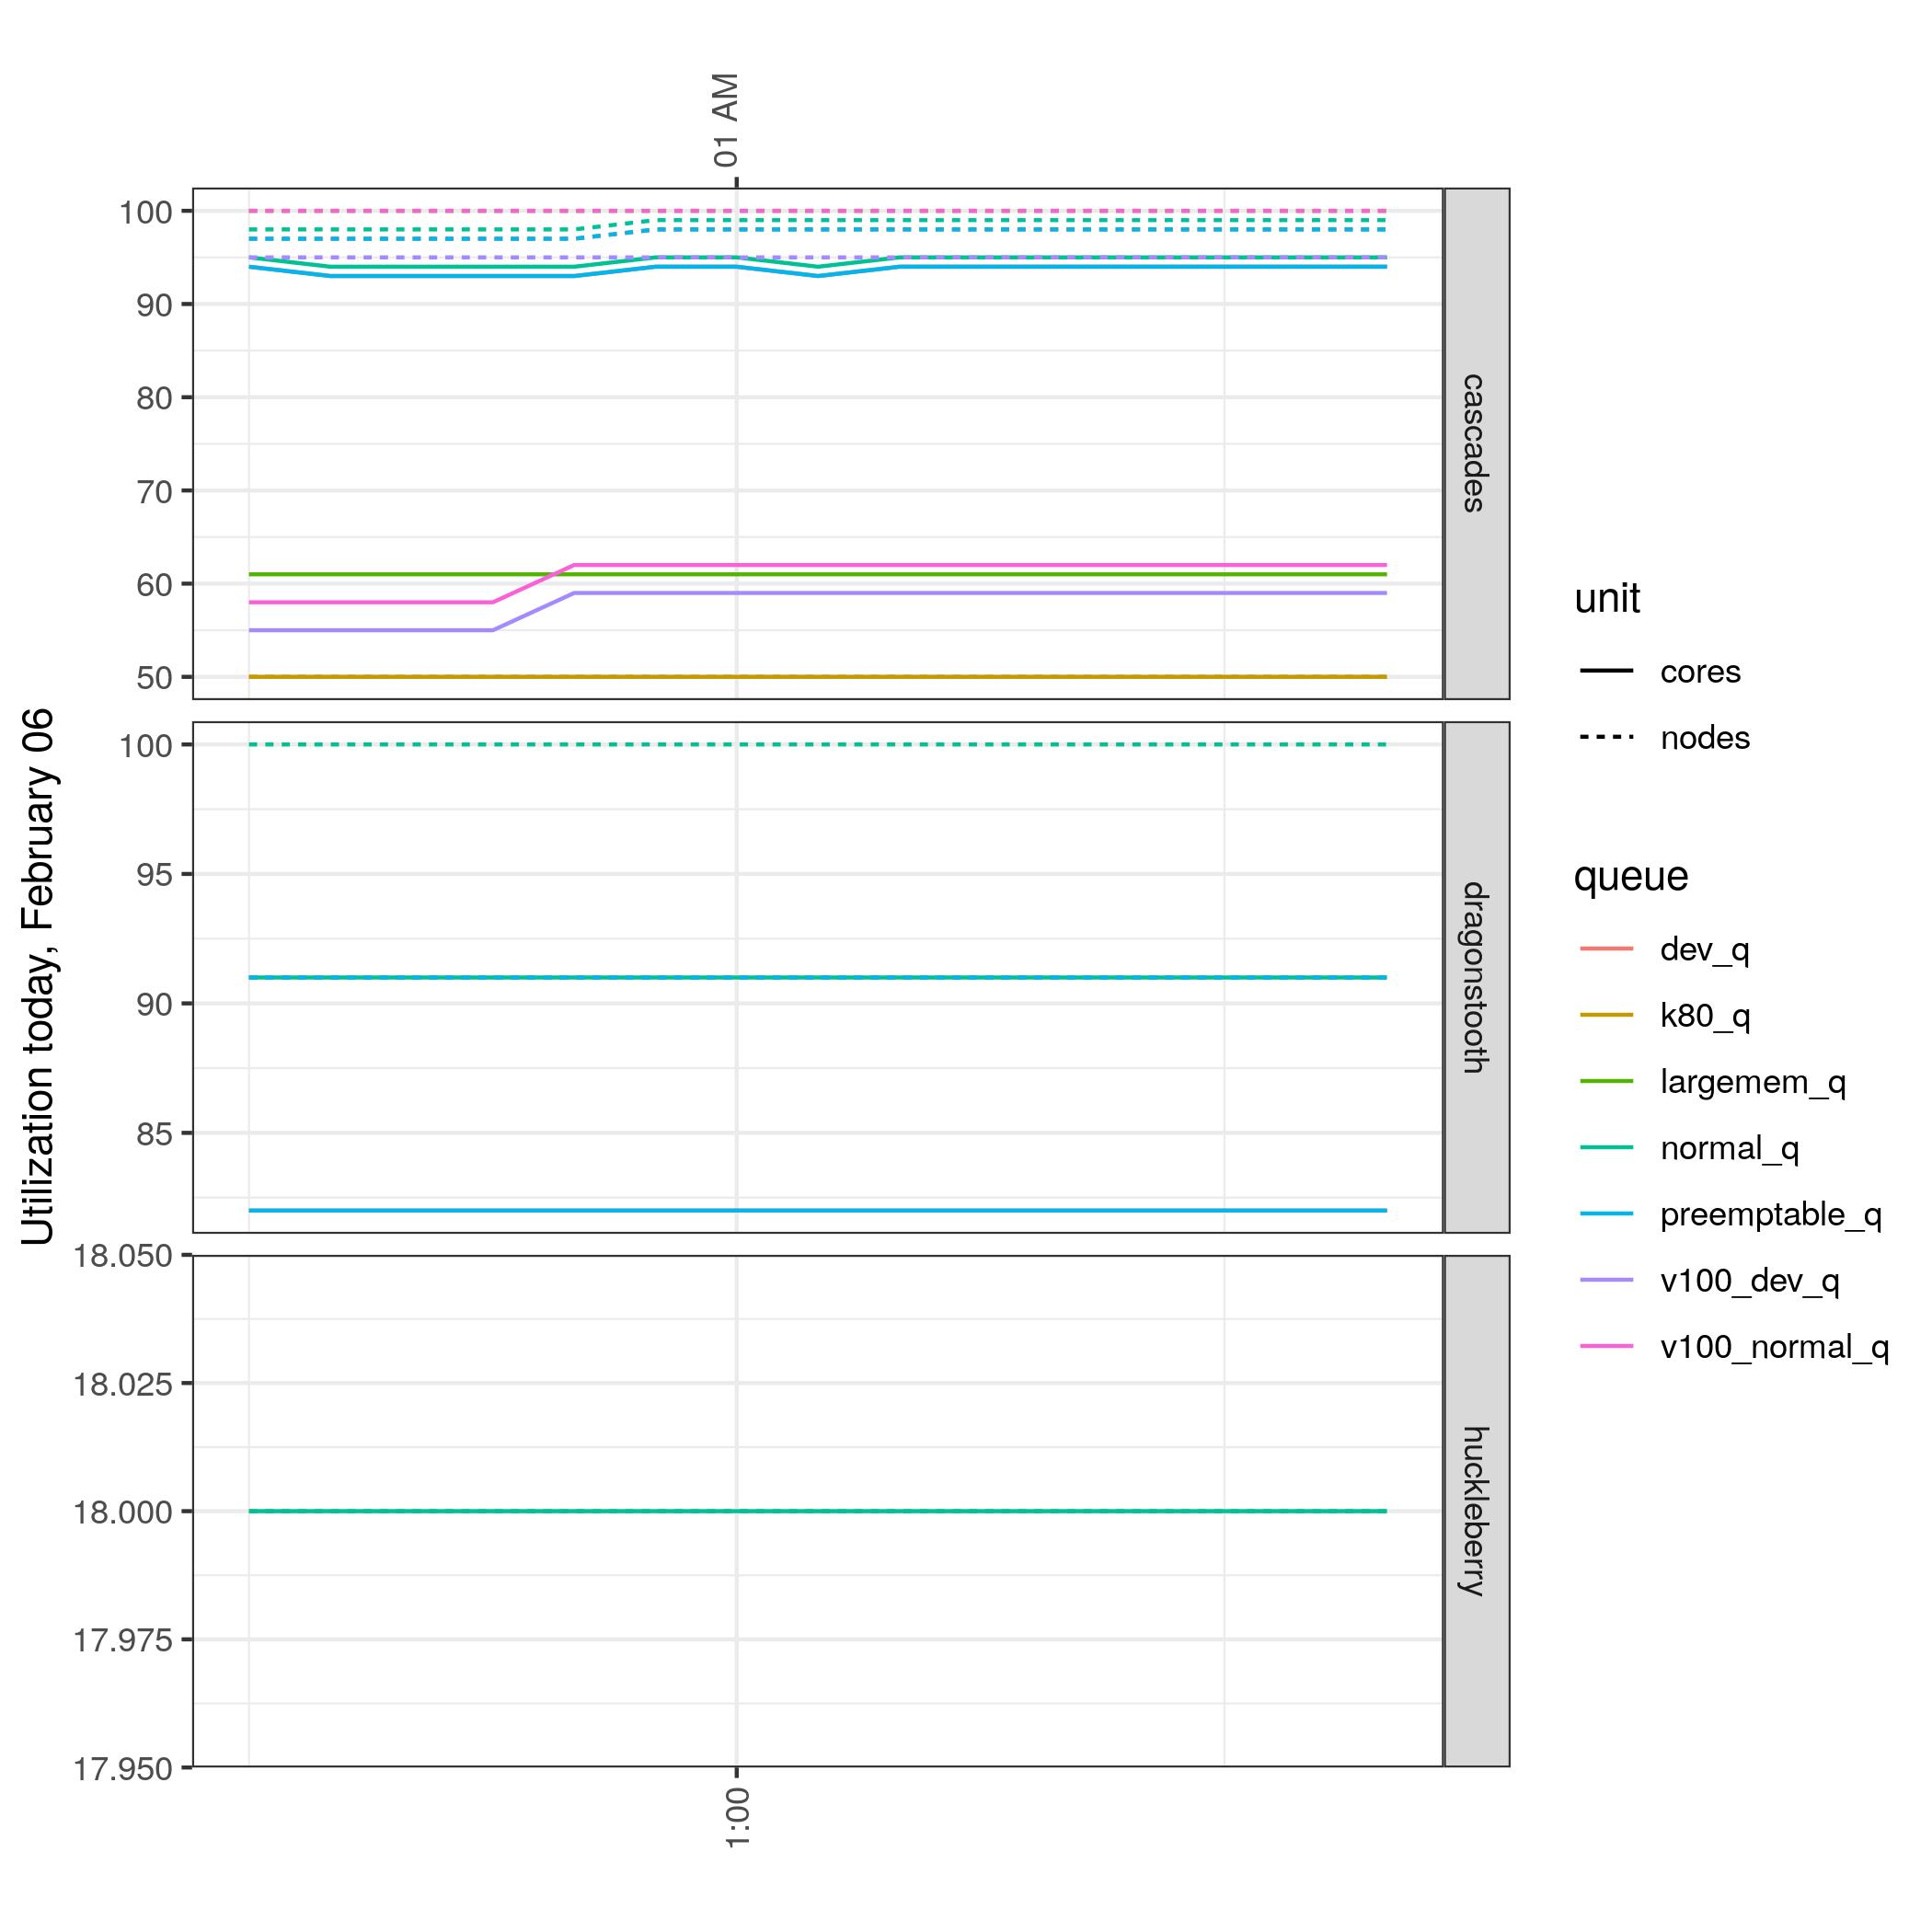 01 AM
Utilization today, February 06
100
90
80
70
60
50
cascades
100
95
90
85
dragonstooth
18.050
18.025
18.000
17.975
17.950
huckleberry
1:00
unit
cores
nodes
queue
dev_q
k80_q
largemem_q
normal_q
preemptable_q
v100_dev_q
v100_normal_q